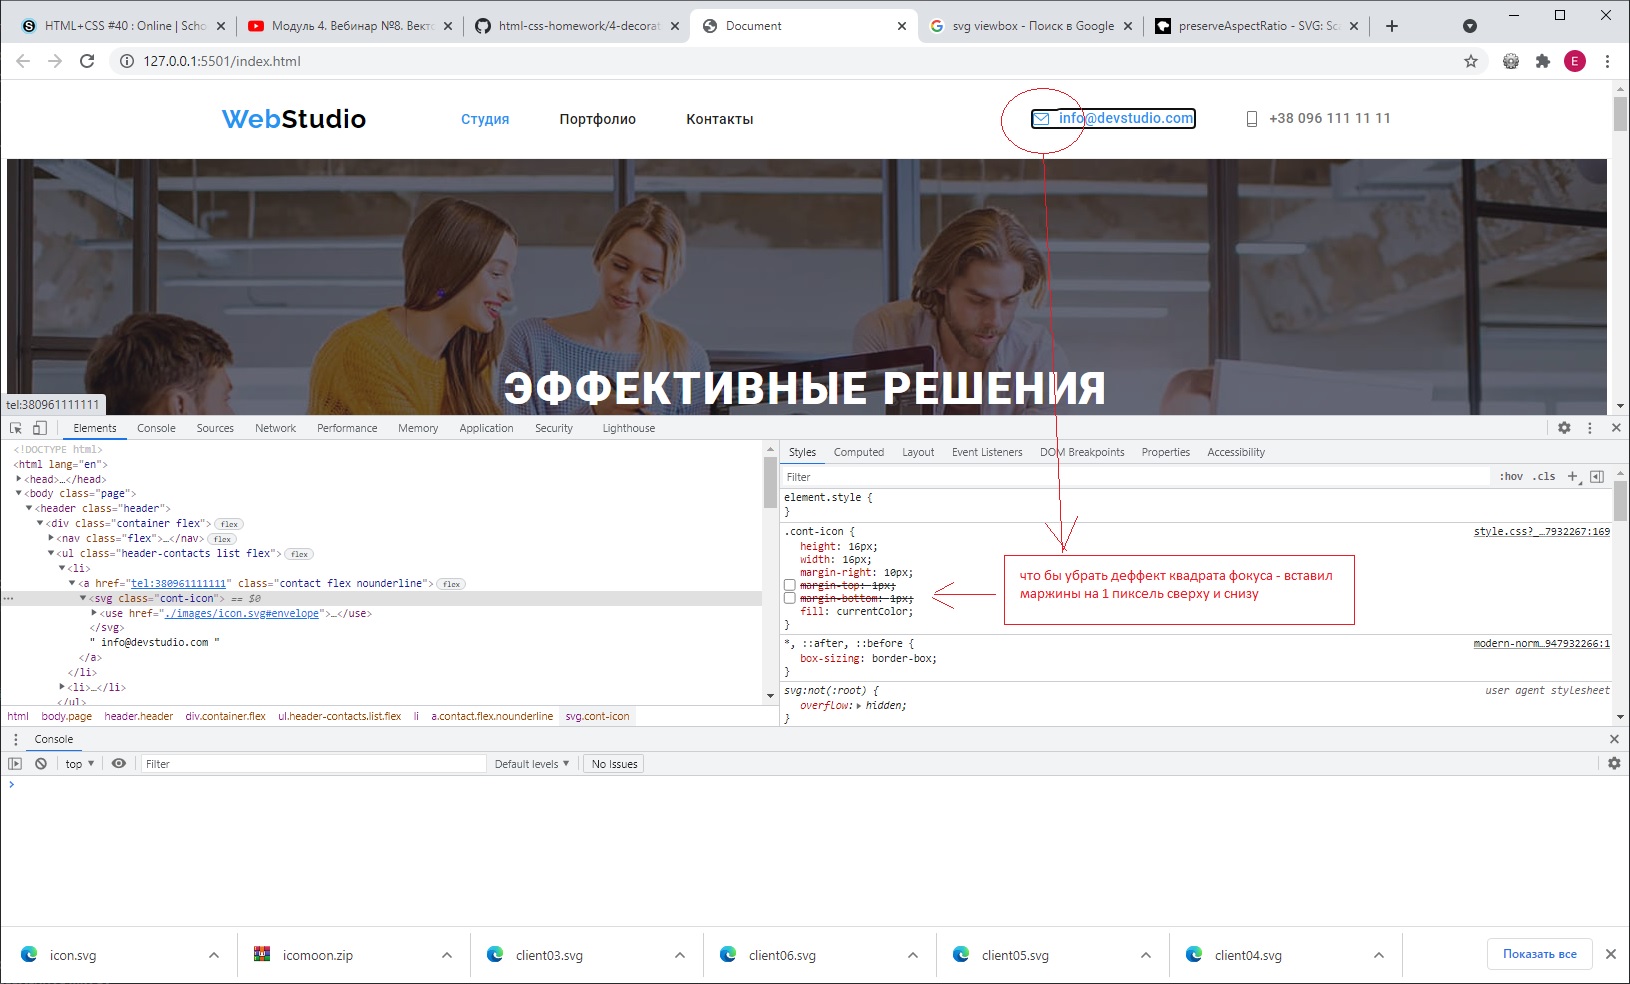 HTML+CSS #40 : Online | Scho
Модуль 4. Вебинар №8. Векто
html-css-homework/4-decorat
Document
svg viewbox - Поиск в Google
preserveAspectRatio - SVG: Sca
127.0.0.1:5501/index.html
E
WebStudio
Студия
Портфолио
Контакты
info@devstudio.com
+38 096 111 11 11
ЭФФЕКТИВНЫЕ РЕШЕНИЯ
tel:380961111111
Elements Console Sources Network Performance Memory Application Security Lighthouse
<!DOCTYPE html>
<html lang="en">
<head>…</head>
<body class="page">
<header class="header">
<div class="container flex"> flex
<nav class="flex">…</nav> flex
<ul class="header-contacts list flex"> flex
<li>
<a href="tel:380961111111" class="contact flex nounderline"> flex
… <svg class="cont-icon"> == $0
<use href="./images/icon.svg#envelope">…</use>
</svg>
" info@devstudio.com "
</a>
</li>
<li>…</li>
</ul>
html body.page header.header div.container.flex ul.header-contacts.list.flex li a.contact.flex.nounderline svg.cont-icon
Styles Computed Layout Event Listeners DOM Breakpoints Properties Accessibility
Filter :hov .cls +
element.style {
}
.cont-icon { style.css?_…7932267:169
height: 16px;
width: 16px;
margin-right: 10px;
margin-top: 1px;
margin-bottom: 1px;
fill: currentColor;
}
что бы убрать деффект квадрата фокуса - вставил
маржины на 1 пиксель сверху и снизу
*, ::after, ::before { modern-norm…947932266:1
box-sizing: border-box;
}
svg:not(:root) { user agent stylesheet
overflow: hidden;
}
Console
top Filter Default levels No Issues
icon.svg
icomoon.zip
client03.svg
client06.svg
client05.svg
client04.svg
Показать все